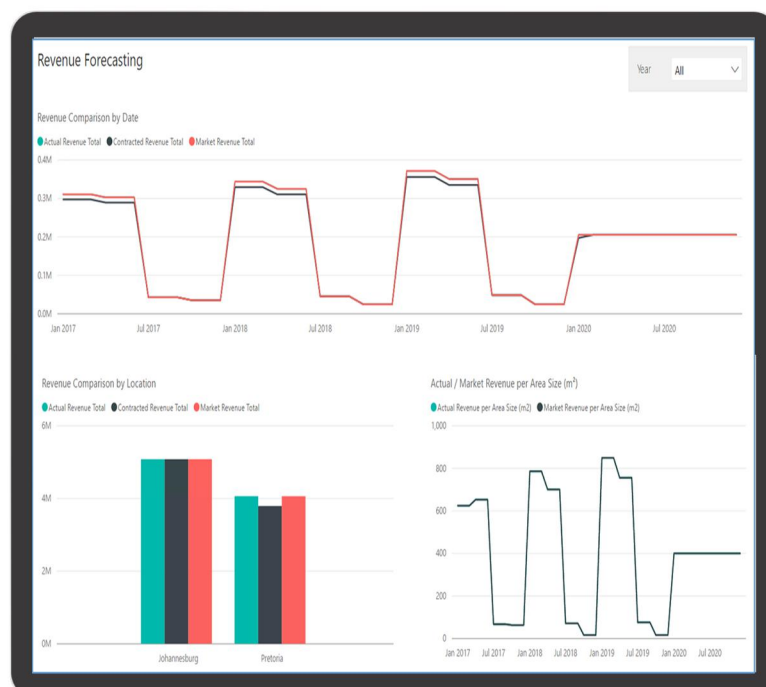 Revenue Forecasting
Year All
Revenue Comparison by Date
Actual Revenue Total Contracted Revenue Total Market Revenue Total
0.4M
0.3M
0.2M
0.1M
0.0M
Jan 2017 Jul 2017 Jan 2018 Jul 2018 Jan 2019 Jul 2019 Jan 2020 Jul 2020
Revenue Comparison by Location
Actual Revenue Total Contracted Revenue Total Market Revenue Total
6M
4M
2M
0M
Johannesburg Pretoria
Actual / Market Revenue per Area Size (m²)
Actual Revenue per Area Size (m2) Market Revenue per Area Size (m2)
1,000
800
600
400
200
0
Jan 2017 Jul 2017 Jan 2018 Jul 2018 Jan 2019 Jul 2019 Jan 2020 Jul 2020